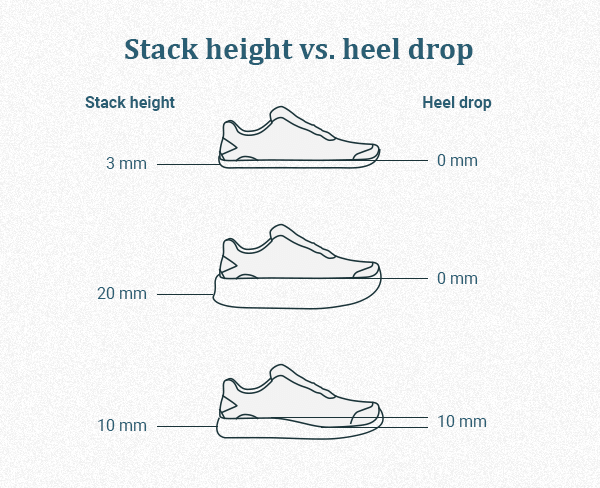 Stack height vs. heel drop
Stack height
Heel drop
3 mm
0 mm
20 mm
0 mm
10 mm
10 mm